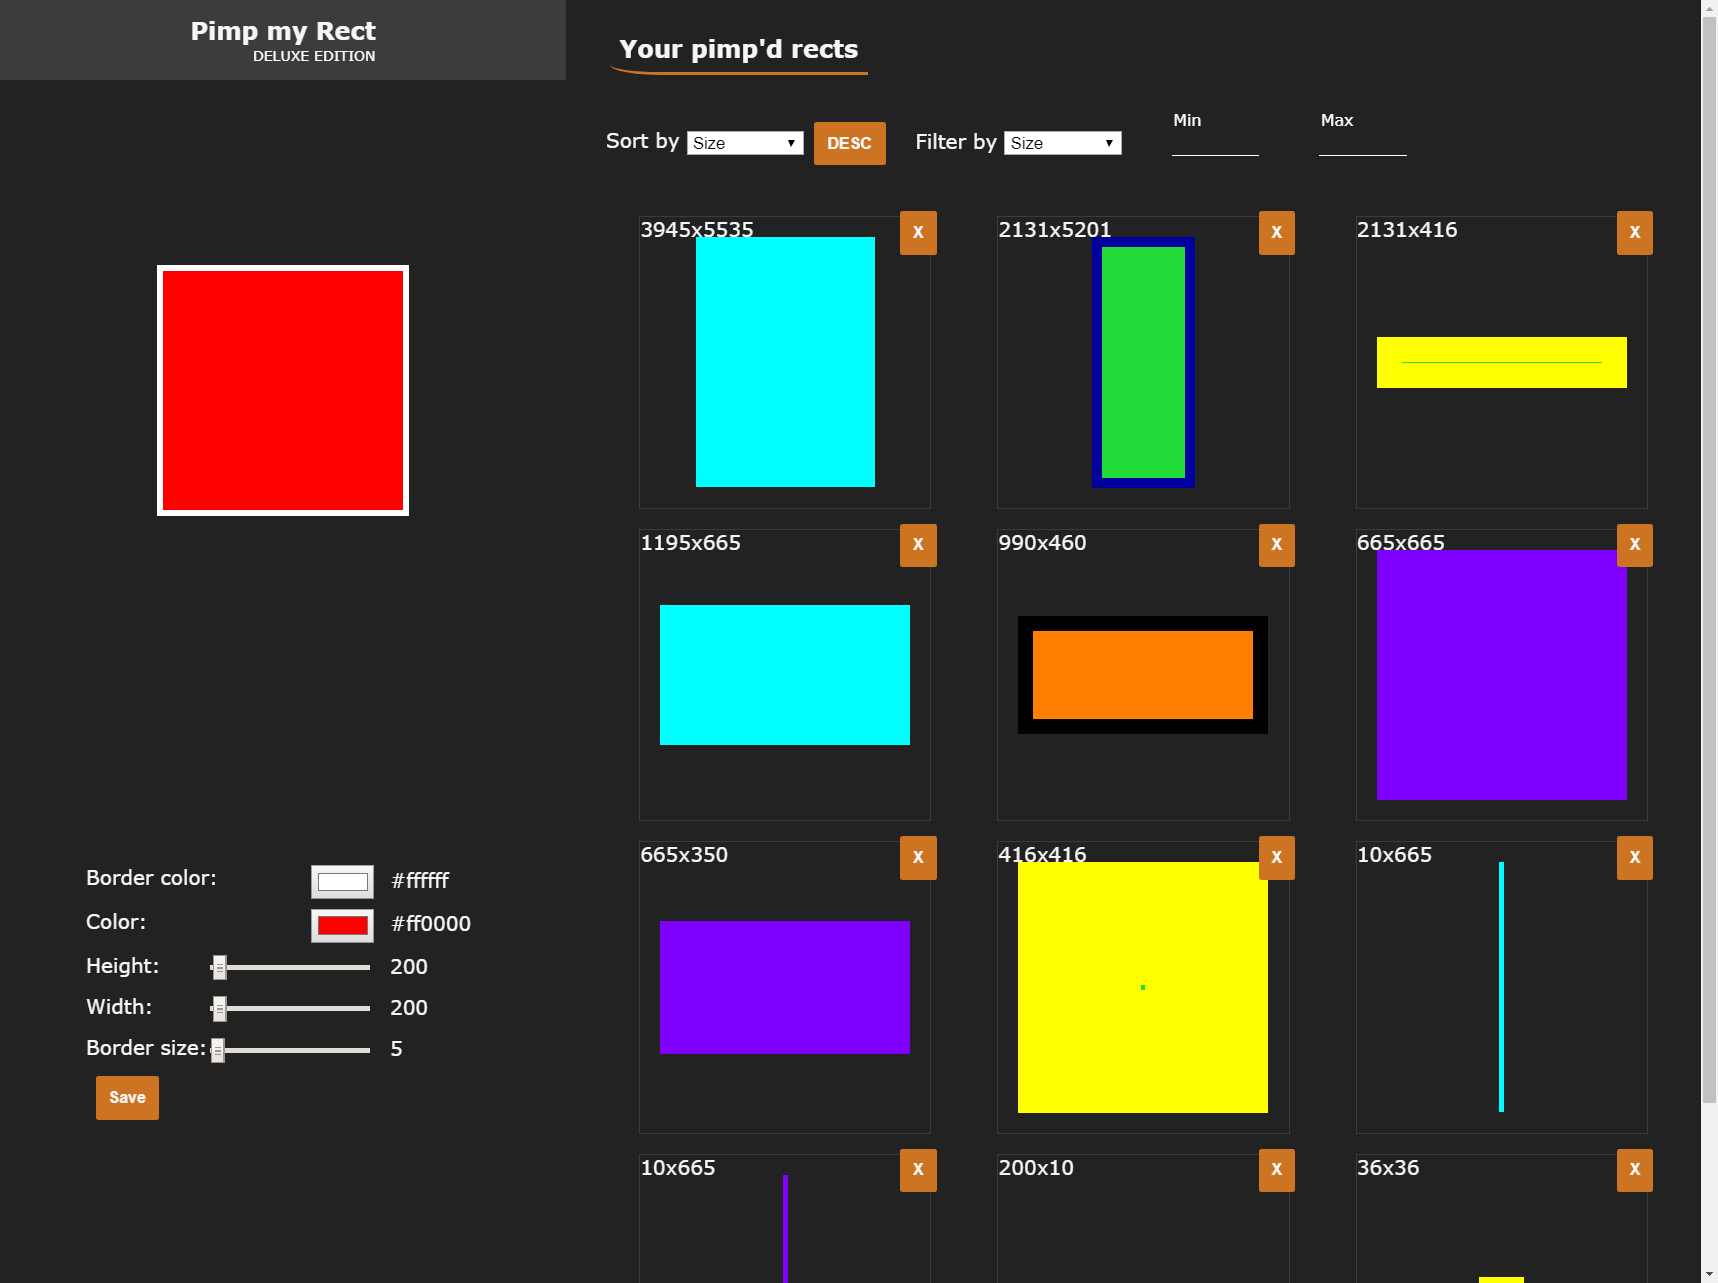 Pimp my Rect
DELUXE EDITION
Your pimp'd rects
Sort by Size DESC Filter by Size Min Max
3945x5535 X 2131x5201 X 2131x416 X
1195x665 X 990x460 X 665x665 X
665x350 X 416x416 X 10x665 X
10x665 X 200x10 X 36x36 X
Border color: #ffffff
Color: #ff0000
Height: 200
Width: 200
Border size: 5
Save